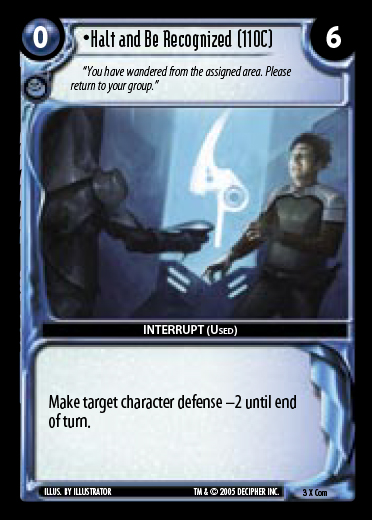 0
•Halt and Be Recognized (110C)
6
"You have wandered from the assigned area. Please
return to your group."
INTERRUPT (USED)
Make target character defense –2 until end
of turn.
ILLUS. BY ILLUSTRATOR
TM & © 2005 DECIPHER INC.
3 X Com